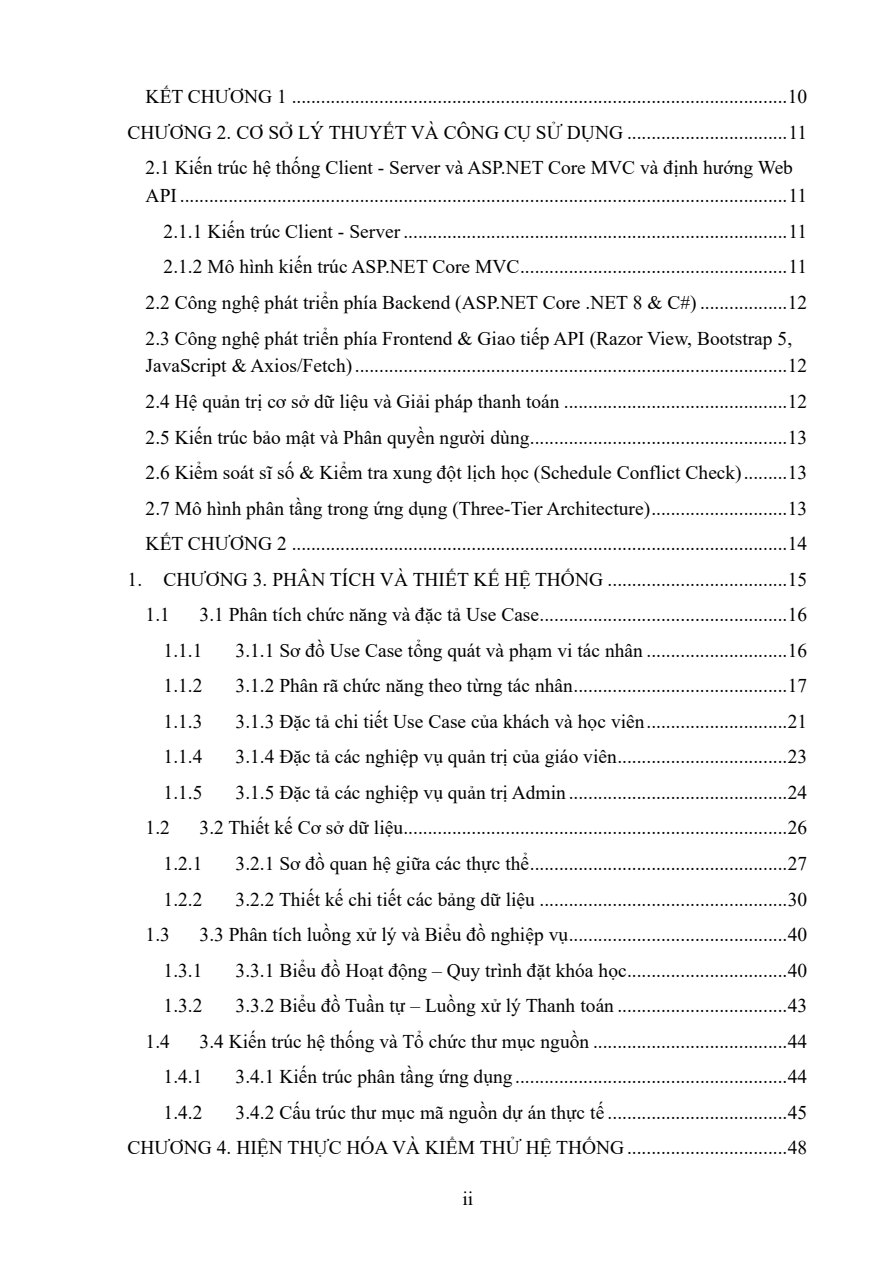 KẾT CHƯƠNG 1 ........................................................................................................10
CHƯƠNG 2. CƠ SỞ LÝ THUYẾT VÀ CÔNG CỤ SỬ DỤNG .................................11
2.1 Kiến trúc hệ thống Client - Server và ASP.NET Core MVC và định hướng Web
API ..............................................................................................................................11
2.1.1 Kiến trúc Client - Server ................................................................................11
2.1.2 Mô hình kiến trúc ASP.NET Core MVC........................................................11
2.2 Công nghệ phát triển phía Backend (ASP.NET Core .NET 8 & C#) ..................12
2.3 Công nghệ phát triển phía Frontend & Giao tiếp API (Razor View, Bootstrap 5,
JavaScript & Axios/Fetch) ..........................................................................................12
2.4 Hệ quản trị cơ sở dữ liệu và Giải pháp thanh toán ..............................................12
2.5 Kiến trúc bảo mật và Phân quyền người dùng.....................................................13
2.6 Kiểm soát sĩ số & Kiểm tra xung đột lịch học (Schedule Conflict Check).........13
2.7 Mô hình phân tầng trong ứng dụng (Three-Tier Architecture)............................13
KẾT CHƯƠNG 2 ........................................................................................................14
1. CHƯƠNG 3. PHÂN TÍCH VÀ THIẾT KẾ HỆ THỐNG .....................................15
1.1 3.1 Phân tích chức năng và đặc tả Use Case...................................................16
1.1.1 3.1.1 Sơ đồ Use Case tổng quát và phạm vi tác nhân .............................16
1.1.2 3.1.2 Phân rã chức năng theo từng tác nhân............................................17
1.1.3 3.1.3 Đặc tả chi tiết Use Case của khách và học viên.............................21
1.1.4 3.1.4 Đặc tả các nghiệp vụ quản trị của giáo viên...................................23
1.1.5 3.1.5 Đặc tả các nghiệp vụ quản trị Admin .............................................24
1.2 3.2 Thiết kế Cơ sở dữ liệu...............................................................................26
1.2.1 3.2.1 Sơ đồ quan hệ giữa các thực thể.....................................................27
1.2.2 3.2.2 Thiết kế chi tiết các bảng dữ liệu ...................................................30
1.3 3.3 Phân tích luồng xử lý và Biểu đồ nghiệp vụ.............................................40
1.3.1 3.3.1 Biểu đồ Hoạt động – Quy trình đặt khóa học.................................40
1.3.2 3.3.2 Biểu đồ Tuần tự – Luồng xử lý Thanh toán ...................................43
1.4 3.4 Kiến trúc hệ thống và Tổ chức thư mục nguồn ........................................44
1.4.1 3.4.1 Kiến trúc phân tầng ứng dụng ........................................................44
1.4.2 3.4.2 Cấu trúc thư mục mã nguồn dự án thực tế .....................................45
CHƯƠNG 4. HIỆN THỰC HÓA VÀ KIỂM THỬ HỆ THỐNG .................................48
ii